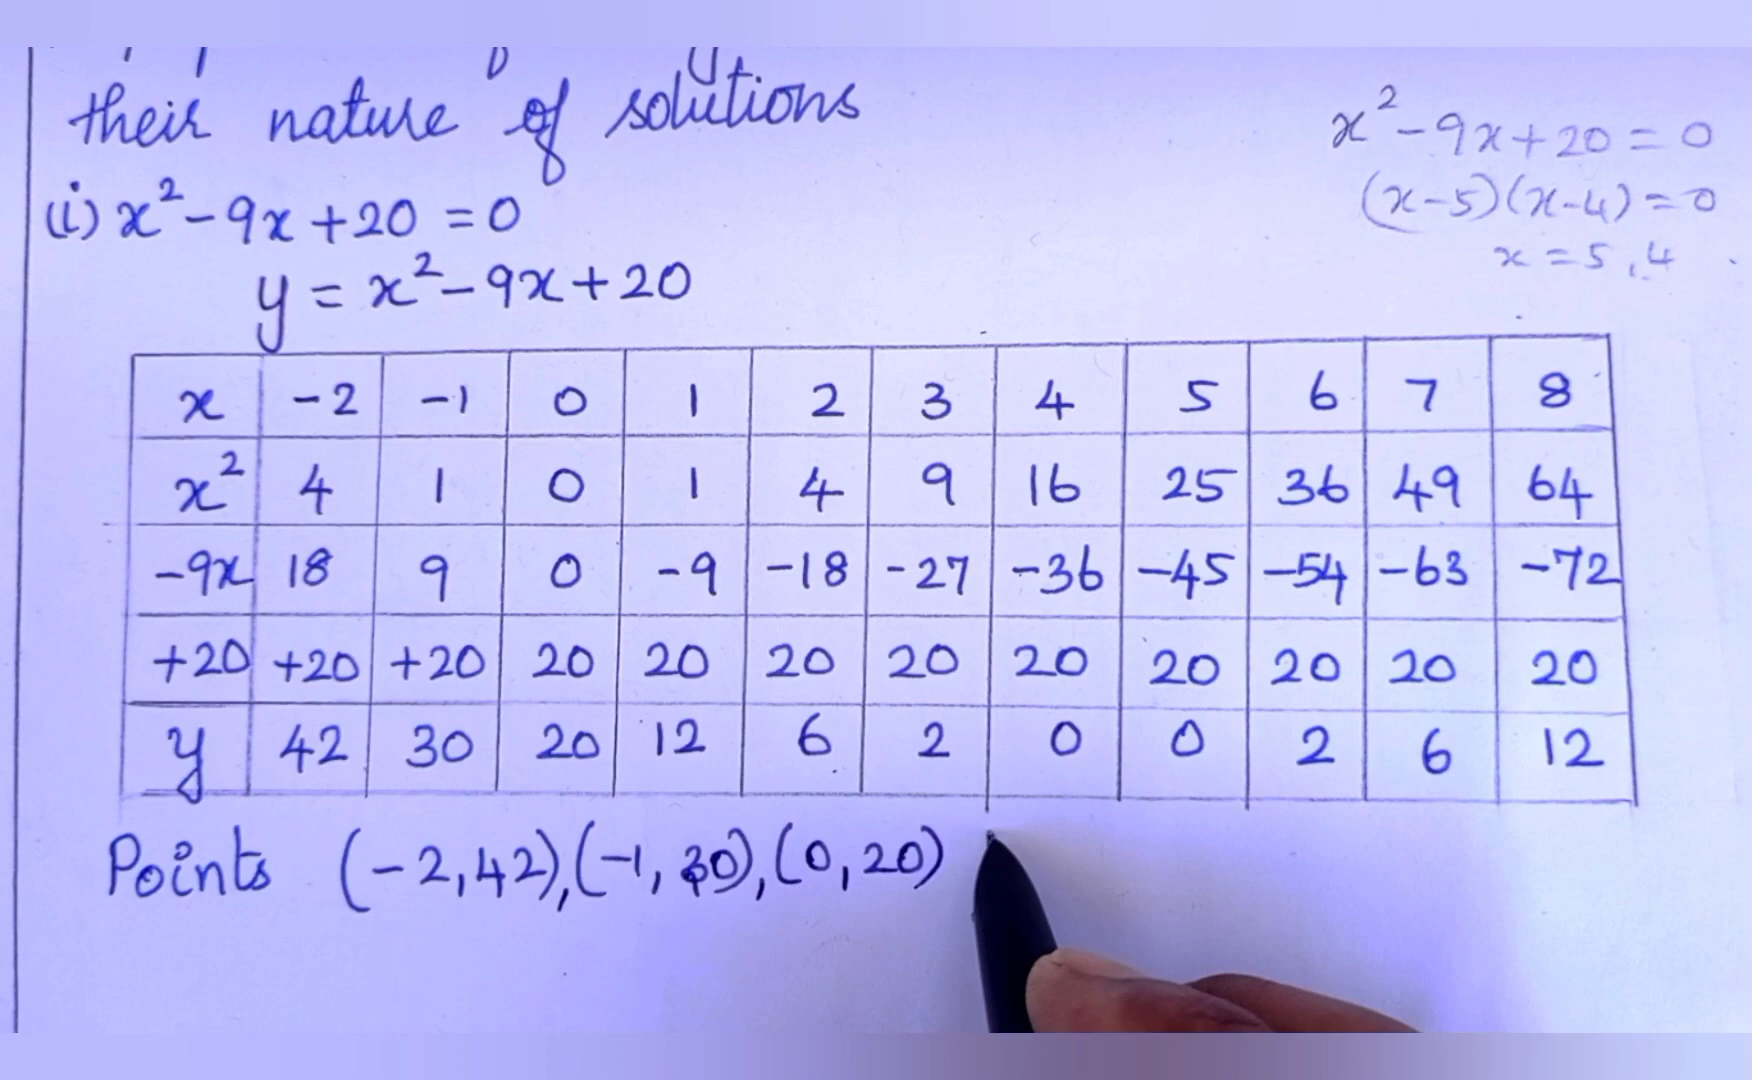 their nature of solutions
(i) x² - 9x + 20 = 0
y = x² - 9x + 20
x² - 9x + 20 = 0
(x-5)(x-4) = 0
x = 5, 4
x -2 -1 0 1 2 3 4 5 6 7 8
x² 4 1 0 1 4 9 16 25 36 49 64
-9x 18 9 0 -9 -18 -27 -36 -45 -54 -63 -72
+20 +20 +20 20 20 20 20 20 20 20 20 20
y 42 30 20 12 6 2 0 0 2 6 12
Points (-2,42),(-1,30),(0,20)